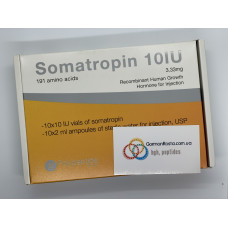 Somatropin 10IU
191 amino acids
3.33mg
Recombinant Human Growth
Hormone for Injection
-10x10 IU vials of somatropin
-10x2 ml ampoules of
for injection, USP
GormonRosta.com.ua
hgh, peptides